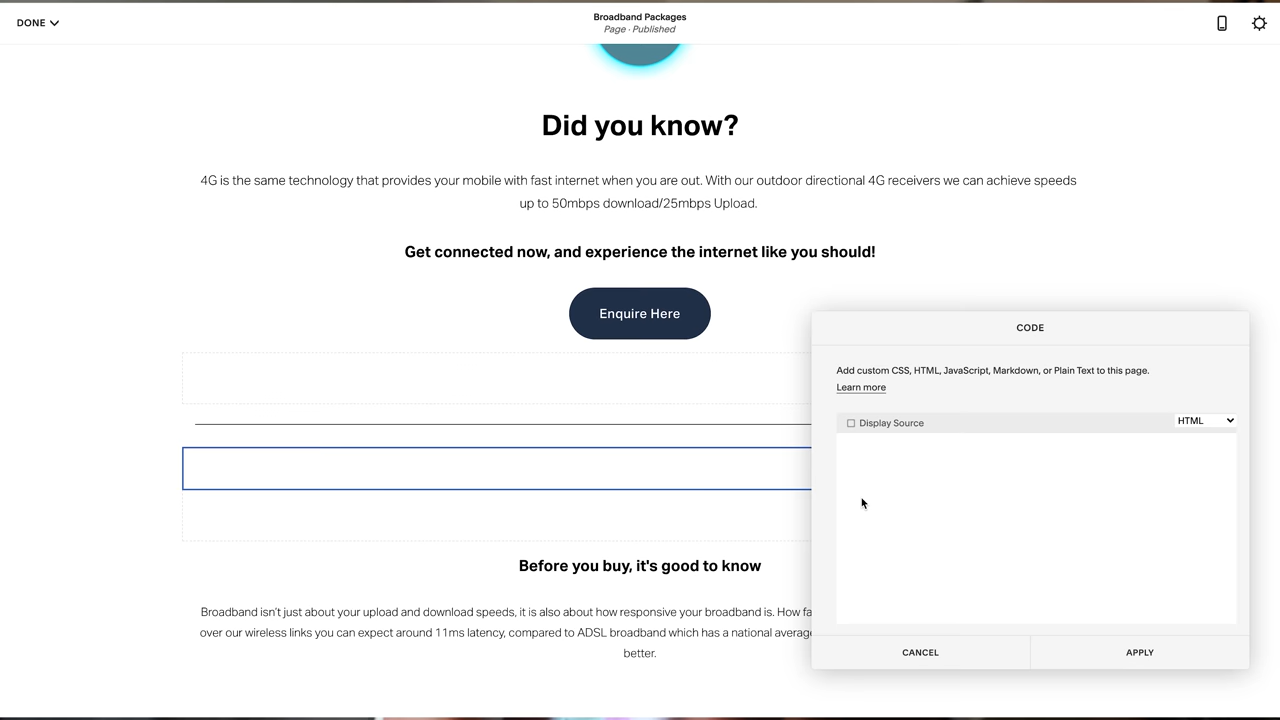 DONE
Broadband Packages
Page · Published
Did you know?
4G is the same technology that provides your mobile with fast internet when you are out. With our outdoor directional 4G receivers we can achieve speeds
up to 50mbps download/25mbps Upload.
Get connected now, and experience the internet like you should!
Enquire Here
CODE
Add custom CSS, HTML, JavaScript, Markdown, or Plain Text to this page.
Learn more
Display Source
HTML
CANCEL
APPLY
Before you buy, it's good to know
Broadband isn't just about your upload and download speeds, it is also about how responsive your broadband is. How
over our wireless links you can expect around 11ms latency, compared to ADSL broadband which has a national
better.